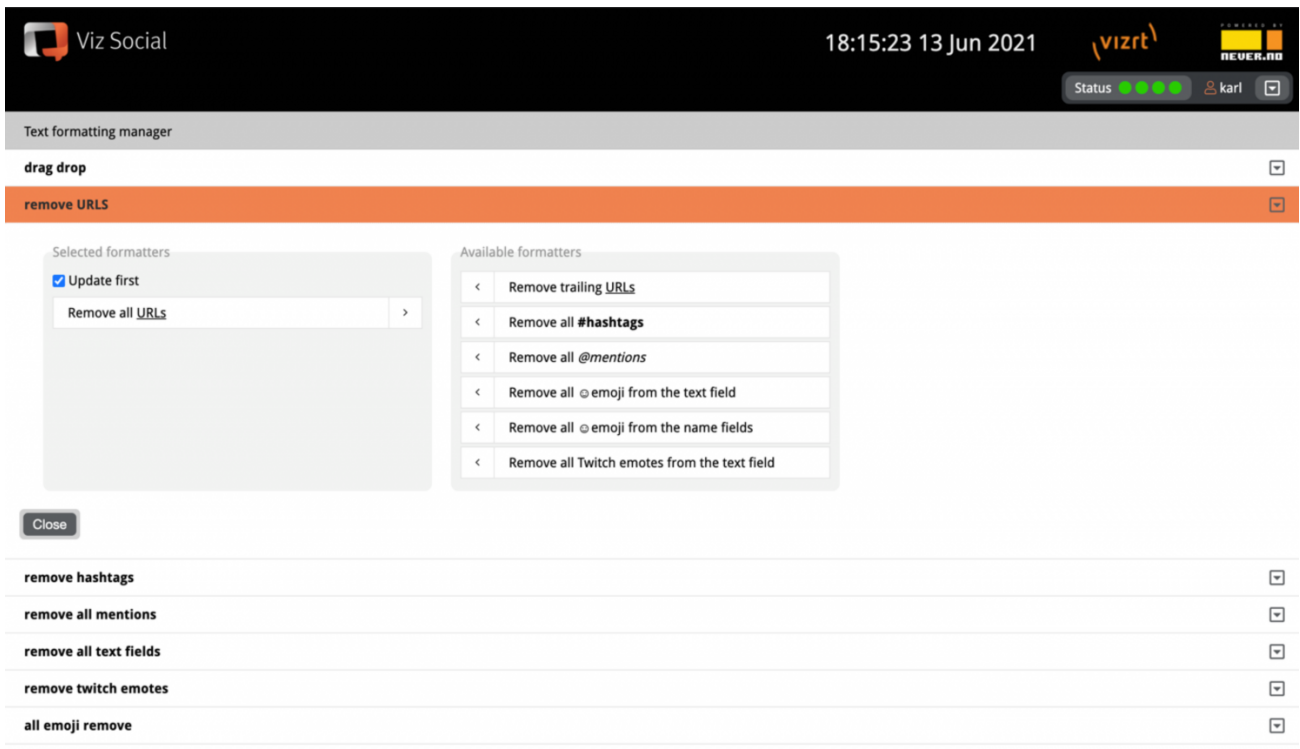 Viz Social
18:15:23 13 Jun 2021
vizrt
POWERED BY
never.no
Status
karl
Text formatting manager
drag drop
remove URLS
Selected formatters
Update first
Remove all URLs
>
Available formatters
< Remove trailing URLs
< Remove all #hashtags
< Remove all @mentions
< Remove all ☺emoji from the text field
< Remove all ☺emoji from the name fields
< Remove all Twitch emotes from the text field
Close
remove hashtags
remove all mentions
remove all text fields
remove twitch emotes
all emoji remove